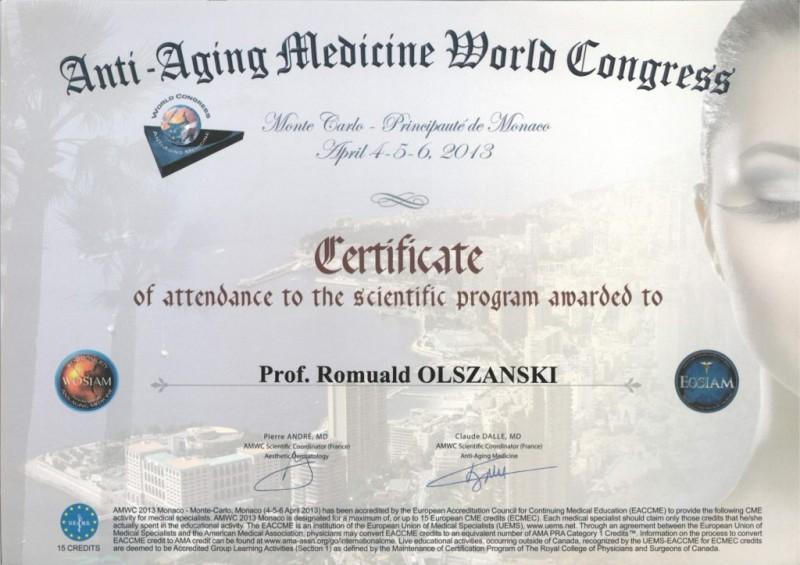 Anti-Aging Medicine World Congress
WORLD CONGRESS
ANTI-AGING MEDICINE
Monte Carlo - Principauté de Monaco
April 4-5-6, 2013
Certificate
of attendance to the scientific program awarded to
WOSIAM
Prof. Romuald OLSZANSKI
EOSIAM
Pierre ANDRÉ, MD
AMWC Scientific Coordinator (France)
Aesthetic Dermatology
Claude DALLE, MD
AMWC Scientific Coordinator (France)
Anti-Aging Medicine
U.E.M.S.
15 CREDITS
AMWC 2013 Monaco - Monte-Carlo, Monaco (4-5-6 April 2013) has been accredited by the European Accreditation Council for Continuing Medical Education (EACCME) to provide the following CME
activity for medical specialists. AMWC 2013 Monaco is designated for a maximum of, or up to 15 European CME credits (ECMEC). Each medical specialist should claim only those credits that he/she
actually spent in the educational activity. The EACCME is an institution of the European Union of Medical Specialists (UEMS), www.uems.net. Through an agreement between the European Union of
Medical Specialists and the American Medical Association, physicians may convert EACCME credits to an equivalent number of AMA PRA Category 1 Credits™. Information on the process to convert
EACCME credit to AMA credit can be found at www.ama-assn.org/go/internationalcme. Live educational activities, occurring outside of Canada, recognized by the UEMS-EACCME for ECMEC credits
are deemed to be Accredited Group Learning Activities (Section 1) as defined by the Maintenance of Certification Program of The Royal College of Physicians and Surgeons of Canada.